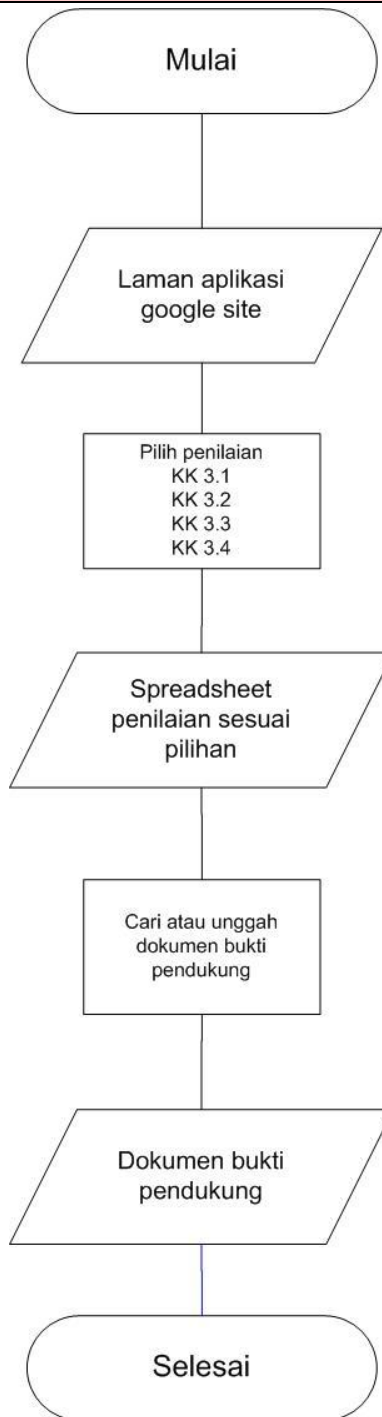 Mulai
Laman aplikasi
google site
Pilih penilaian
KK 3.1
KK 3.2
KK 3.3
KK 3.4
Spreadsheet
penilaian sesuai
pilihan
Cari atau unggah
dokumen bukti
pendukung
Dokumen bukti
pendukung
Selesai